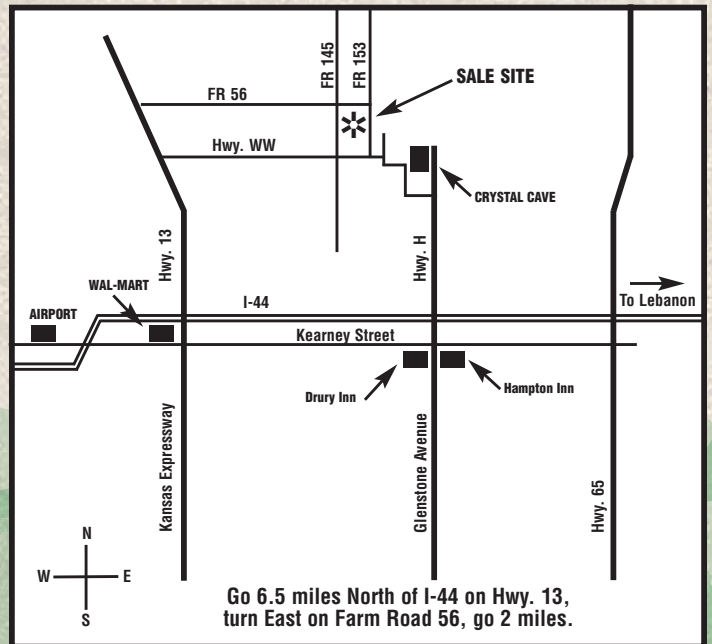 FR 145
FR 153
SALE SITE
FR 56
Hwy. WW
CRYSTAL CAVE
Hwy. 13
Hwy. H
WAL-MART
I-44
To Lebanon
AIRPORT
Kearney Street
Drury Inn
Hampton Inn
Kansas Expressway
Glenstone Avenue
Hwy. 65
N
W E
S
Go 6.5 miles North of I-44 on Hwy. 13,
turn East on Farm Road 56, go 2 miles.